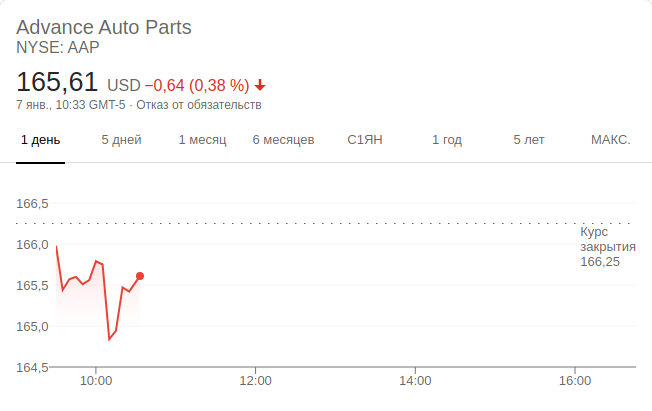 Advance Auto Parts
NYSE: AAP
165,61 USD −0,64 (0,38 %)
7 янв., 10:33 GMT-5 · Отказ от обязательств
1 день 5 дней 1 месяц 6 месяцев С1ЯН 1 год 5 лет МАКС.
166,5
Курс
166,0
закрытия
166,25
165,5
165,0
164,5
10:00 12:00 14:00 16:00